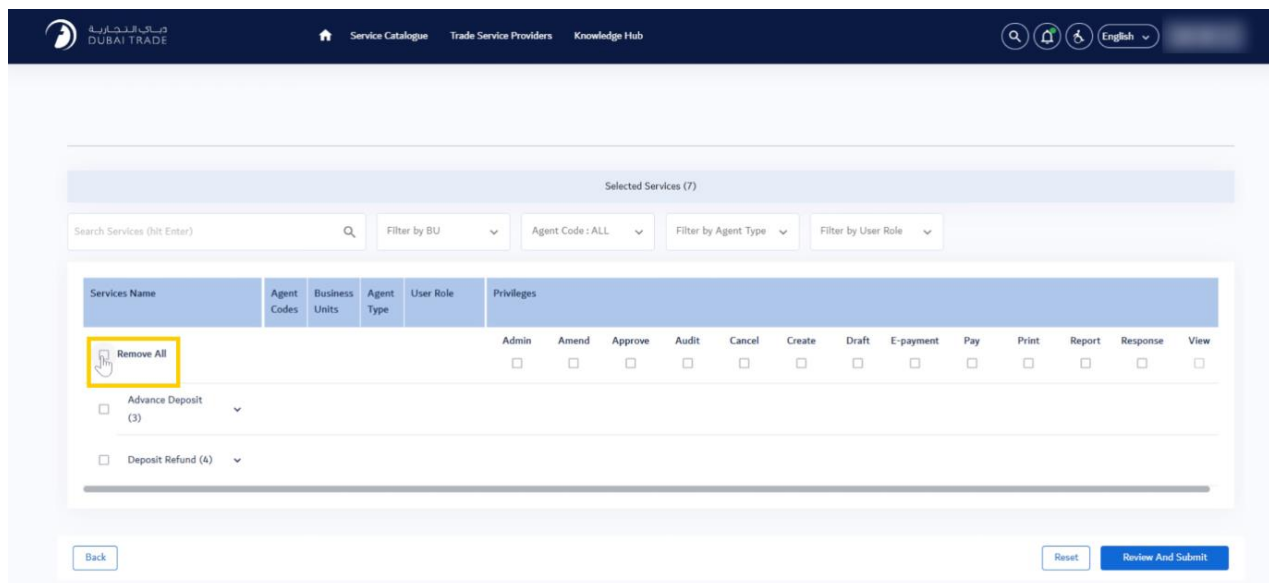 دبي التجارية
DUBAI TRADE
Service Catalogue
Trade Service Providers
Knowledge Hub
English
Selected Services (7)
Search Services (hit Enter)
Filter by BU
Agent Code : ALL
Filter by Agent Type
Filter by User Role
Services Name
Agent Codes
Business Units
Agent Type
User Role
Privileges
Remove All
Admin
Amend
Approve
Audit
Cancel
Create
Draft
E-payment
Pay
Print
Report
Response
View
Advance Deposit
(3)
Deposit Refund (4)
Back
Reset
Review And Submit